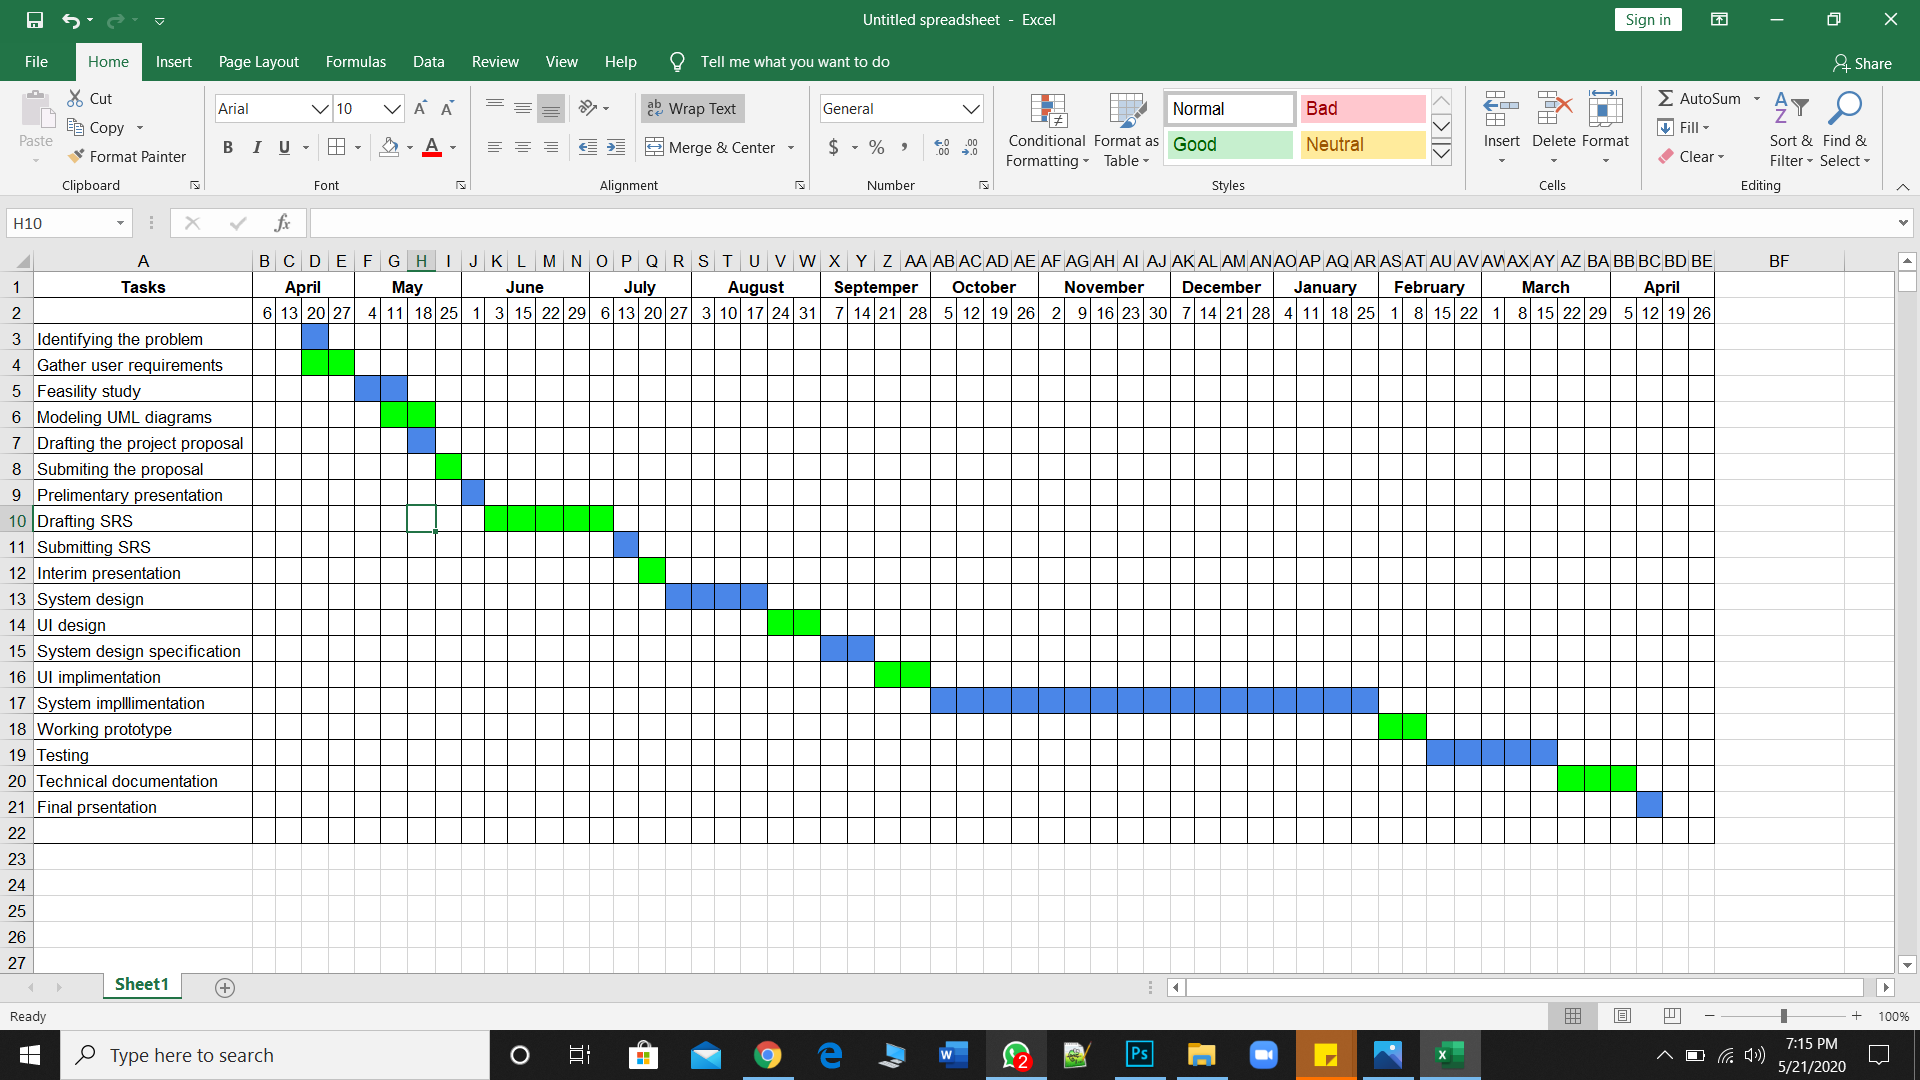 Untitled spreadsheet - Excel
Sign in
File Home Insert Page Layout Formulas Data Review View Help Tell me what you want to do Share
Paste Cut Copy Format Painter Clipboard
Arial 10 B I U A Font
ab Wrap Text Merge & Center Alignment
General $ % , Number
Conditional Formatting Format as Table
Normal Bad Good Neutral Styles
Insert Delete Format Cells
AutoSum Fill Clear Sort & Filter Find & Select Editing
H10 fx
A B C D E F G H I J K L M N O P Q R S T U V W X Y Z AA AB AC AD AE AF AG AH AI AJ AK AL AM AN AO AP AQ AR AS AT AU AV AW AX AY AZ BA BB BC BD BE BF
1 Tasks April May June July August Septemper October November December January February March April
2 6 13 20 27 4 11 18 25 1 3 15 22 29 6 13 20 27 3 10 17 24 31 7 14 21 28 5 12 19 26 2 9 16 23 30 7 14 21 28 4 11 18 25 1 8 15 22 1 8 15 22 29 5 12 19 26
3 Identifying the problem
4 Gather user requirements
5 Feasility study
6 Modeling UML diagrams
7 Drafting the project proposal
8 Submiting the proposal
9 Prelimentary presentation
10 Drafting SRS
11 Submitting SRS
12 Interim presentation
13 System design
14 UI design
15 System design specification
16 UI implimentation
17 System implllimentation
18 Working prototype
19 Testing
20 Technical documentation
21 Final prsentation
22
23
24
25
26
27
Sheet1
Ready 100%
Type here to search
2
Ps
7:15 PM
5/21/2020